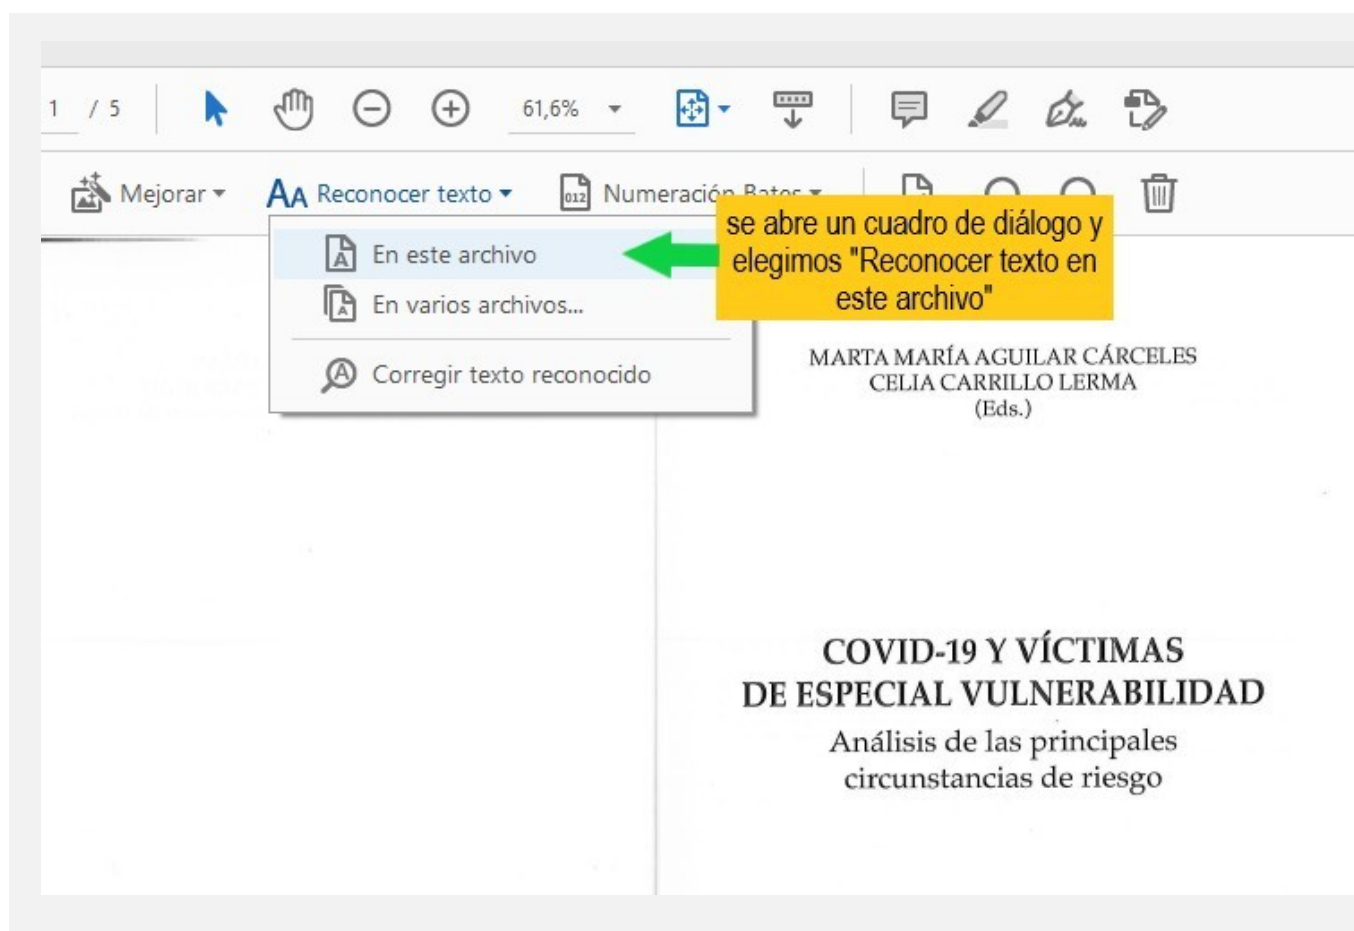 1 / 5 61,6%
Mejorar AA Reconocer texto 012 Numeración Bates
En este archivo
En varios archivos...
Corregir texto reconocido
se abre un cuadro de diálogo y
elegimos "Reconocer texto en
este archivo"
MARTA MARÍA AGUILAR CÁRCELES
CELIA CARRILLO LERMA
(Eds.)
COVID-19 Y VÍCTIMAS
DE ESPECIAL VULNERABILIDAD
Análisis de las principales
circunstancias de riesgo